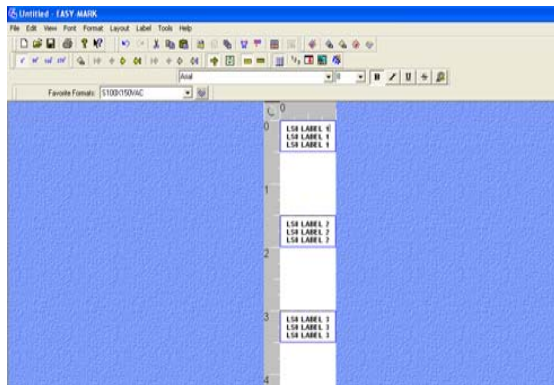 Untitled - EASY-MARK
File Edit View Font Format Layout Label Tools Help
Arial
B I U S
Favorite Formats: S100X150VAC
0
0
LS8 LABEL 1
LS8 LABEL 1
LS8 LABEL 1
1
LS8 LABEL 2
LS8 LABEL 2
LS8 LABEL 2
2
3
LS8 LABEL 3
LS8 LABEL 3
LS8 LABEL 3
4